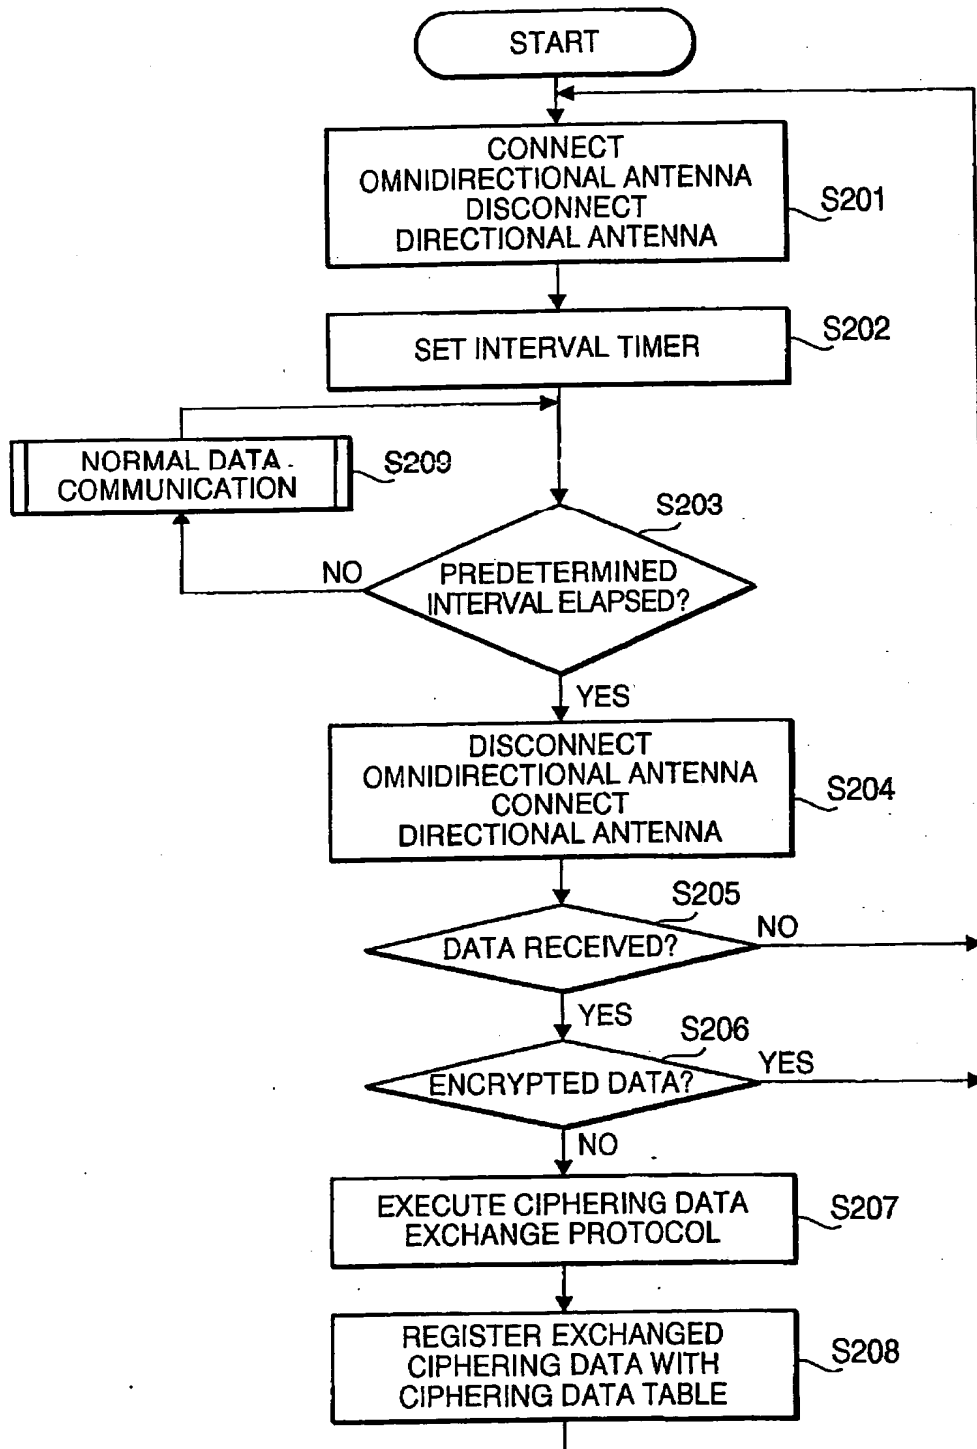 START
CONNECT
OMNIDIRECTIONAL ANTENNA
DISCONNECT
DIRECTIONAL ANTENNA
S201
SET INTERVAL TIMER
S202
NORMAL DATA
COMMUNICATION
S209
S203
PREDETERMINED
INTERVAL ELAPSED?
NO
YES
DISCONNECT
OMNIDIRECTIONAL ANTENNA
CONNECT
DIRECTIONAL ANTENNA
S204
S205
DATA RECEIVED?
NO
YES
S206
ENCRYPTED DATA?
YES
NO
EXECUTE CIPHERING DATA
EXCHANGE PROTOCOL
S207
REGISTER EXCHANGED
CIPHERING DATA WITH
CIPHERING DATA TABLE
S208